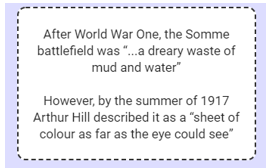 After World War One, the Somme
battlefield was “...a dreary waste of
mud and water”
However, by the summer of 1917
Arthur Hill described it as a “sheet of
colour as far as the eye could see”